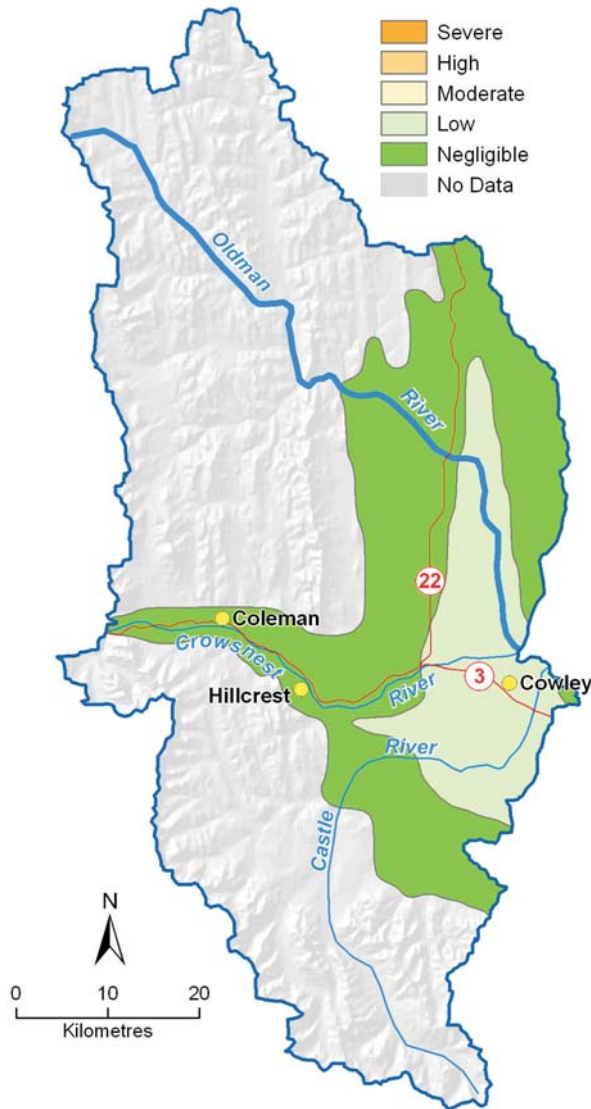 Severe
High
Moderate
Low
Negligible
No Data
Oldman
River
22
Coleman
Crowsnest
Hillcrest
River
3
Cowley
River
Castle
N
0 10 20
Kilometres